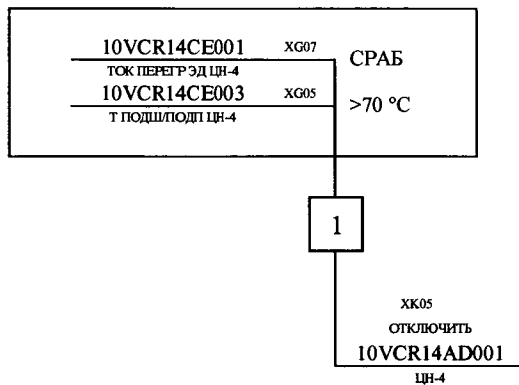 10VCR14CE001 XG07 СРАБ
ТОК ПЕРЕГР ЭД ЦН-4
10VCR14CE003 XG05 >70 °C
Т ПОДШ/ПОДП ЦН-4
1
XK05
ОТКЛЮЧИТЬ
10VCR14AD001
ЦН-4